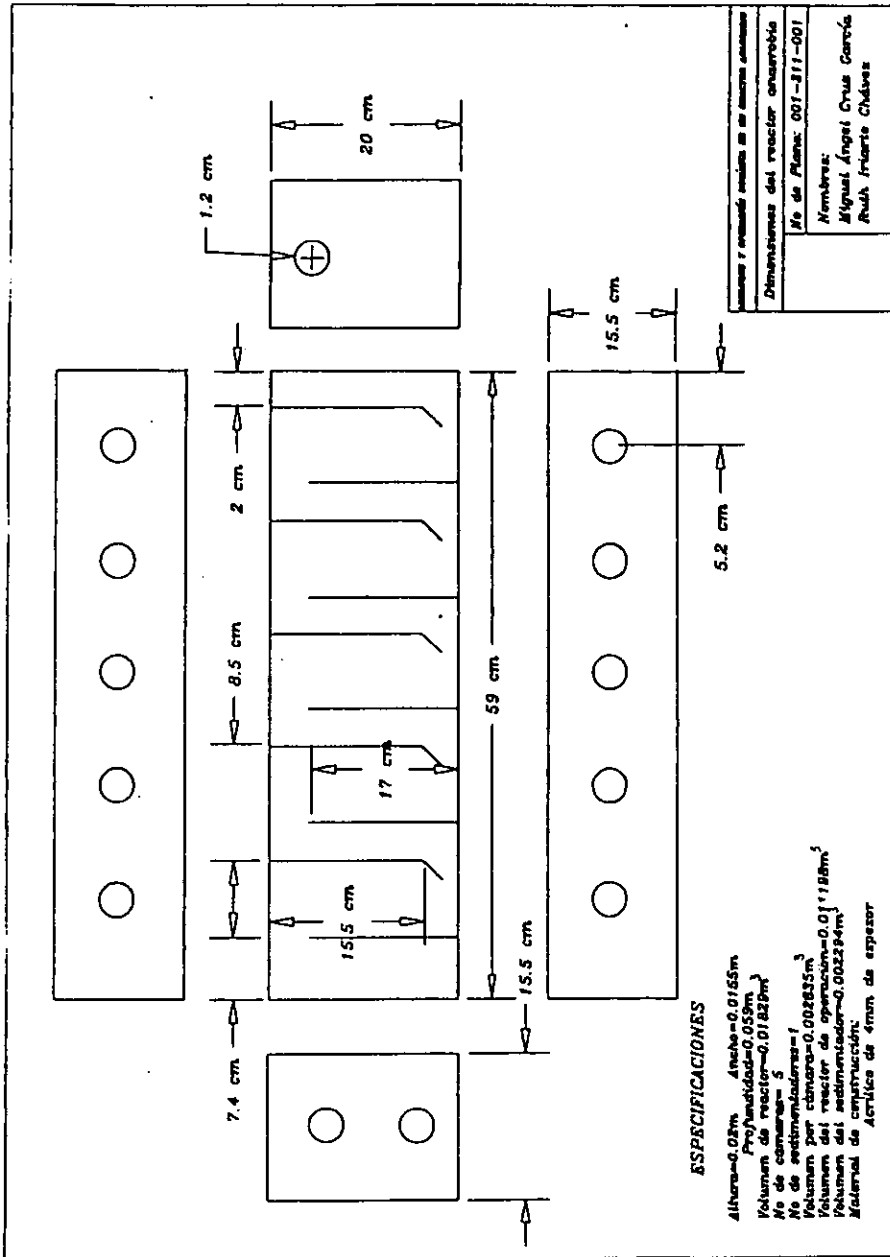 20 cm
1.2 cm
2 cm
8.5 cm
17 cm
15.5 cm
7.4 cm
59 cm
15.5 cm
15.5 cm
5.2 cm
ESPECIFICACIONES
Altura=0.02m Ancho=0.0155m
Profundidad=0.059m
Volumen de reactor=0.01829m³
No de cámaras= 5
No de sedimentadores=1
Volumen por cámara=0.002635m³
Volumen del reactor de operación=
Volumen del sedimentador=0.002294m³
Material de construcción:
Acrílico de 4mm de espesor
Dimensiones del reactor anaerobio
No de Plano: 001-211-001
Nombres:
Miguel Ángel Cruz García
Ruth Iriarte Chávez